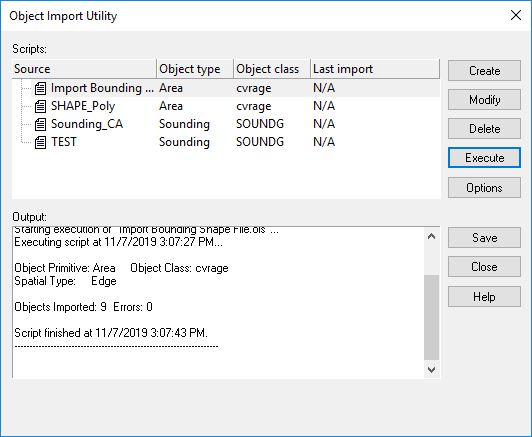 Object Import Utility
Scripts:
Source Object type Object class Last import
Import Bounding ... Area cvrage N/A
SHAPE_Poly Area cvrage N/A
Sounding_CA Sounding SOUNDG N/A
TEST Sounding SOUNDG N/A
Create
Modify
Delete
Execute
Options
Output:
Starting execution of "Import Bounding Shape File.ois" ...
Executing script at 11/7/2019 3:07:27 PM...
Object Primitive: Area Object Class: cvrage
Spatial Type: Edge
Objects Imported: 9 Errors: 0
Script finished at 11/7/2019 3:07:43 PM.
Save
Close
Help